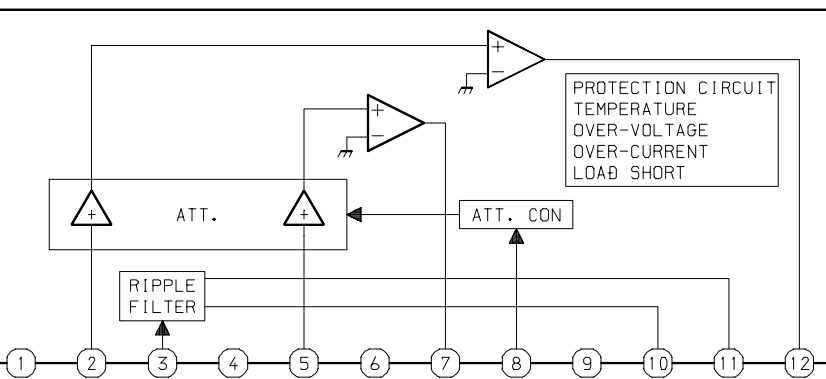 +
−
PROTECTION CIRCUIT
TEMPERATURE
OVER-VOLTAGE
OVER-CURRENT
LOAD SHORT
+
−
+ ATT. +
ATT. CON
RIPPLE
FILTER
1 2 3 4 5 6 7 8 9 10 11 12